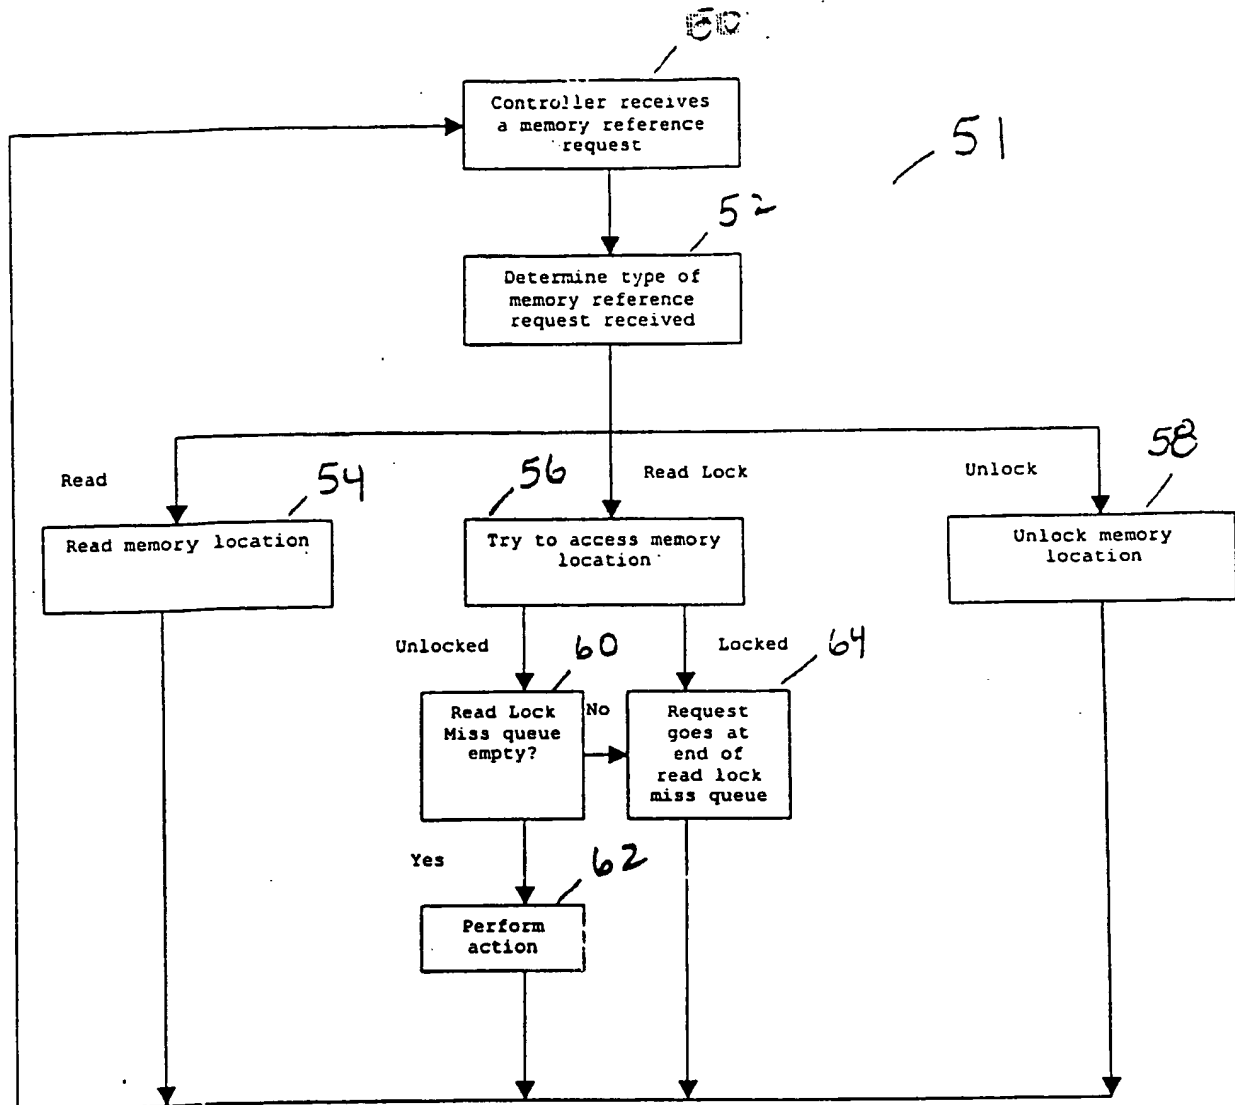 Controller receives
a memory reference
request
51
52
Determine type of
memory reference
request received
Read
54
56
Read Lock
Unlock
58
Read memory location
Try to access memory
location
Unlock memory
location
Unlocked
60
Locked
64
Read Lock
Miss queue
empty?
No
Request
goes at
end of
read lock
miss queue
Yes
62
Perform
action